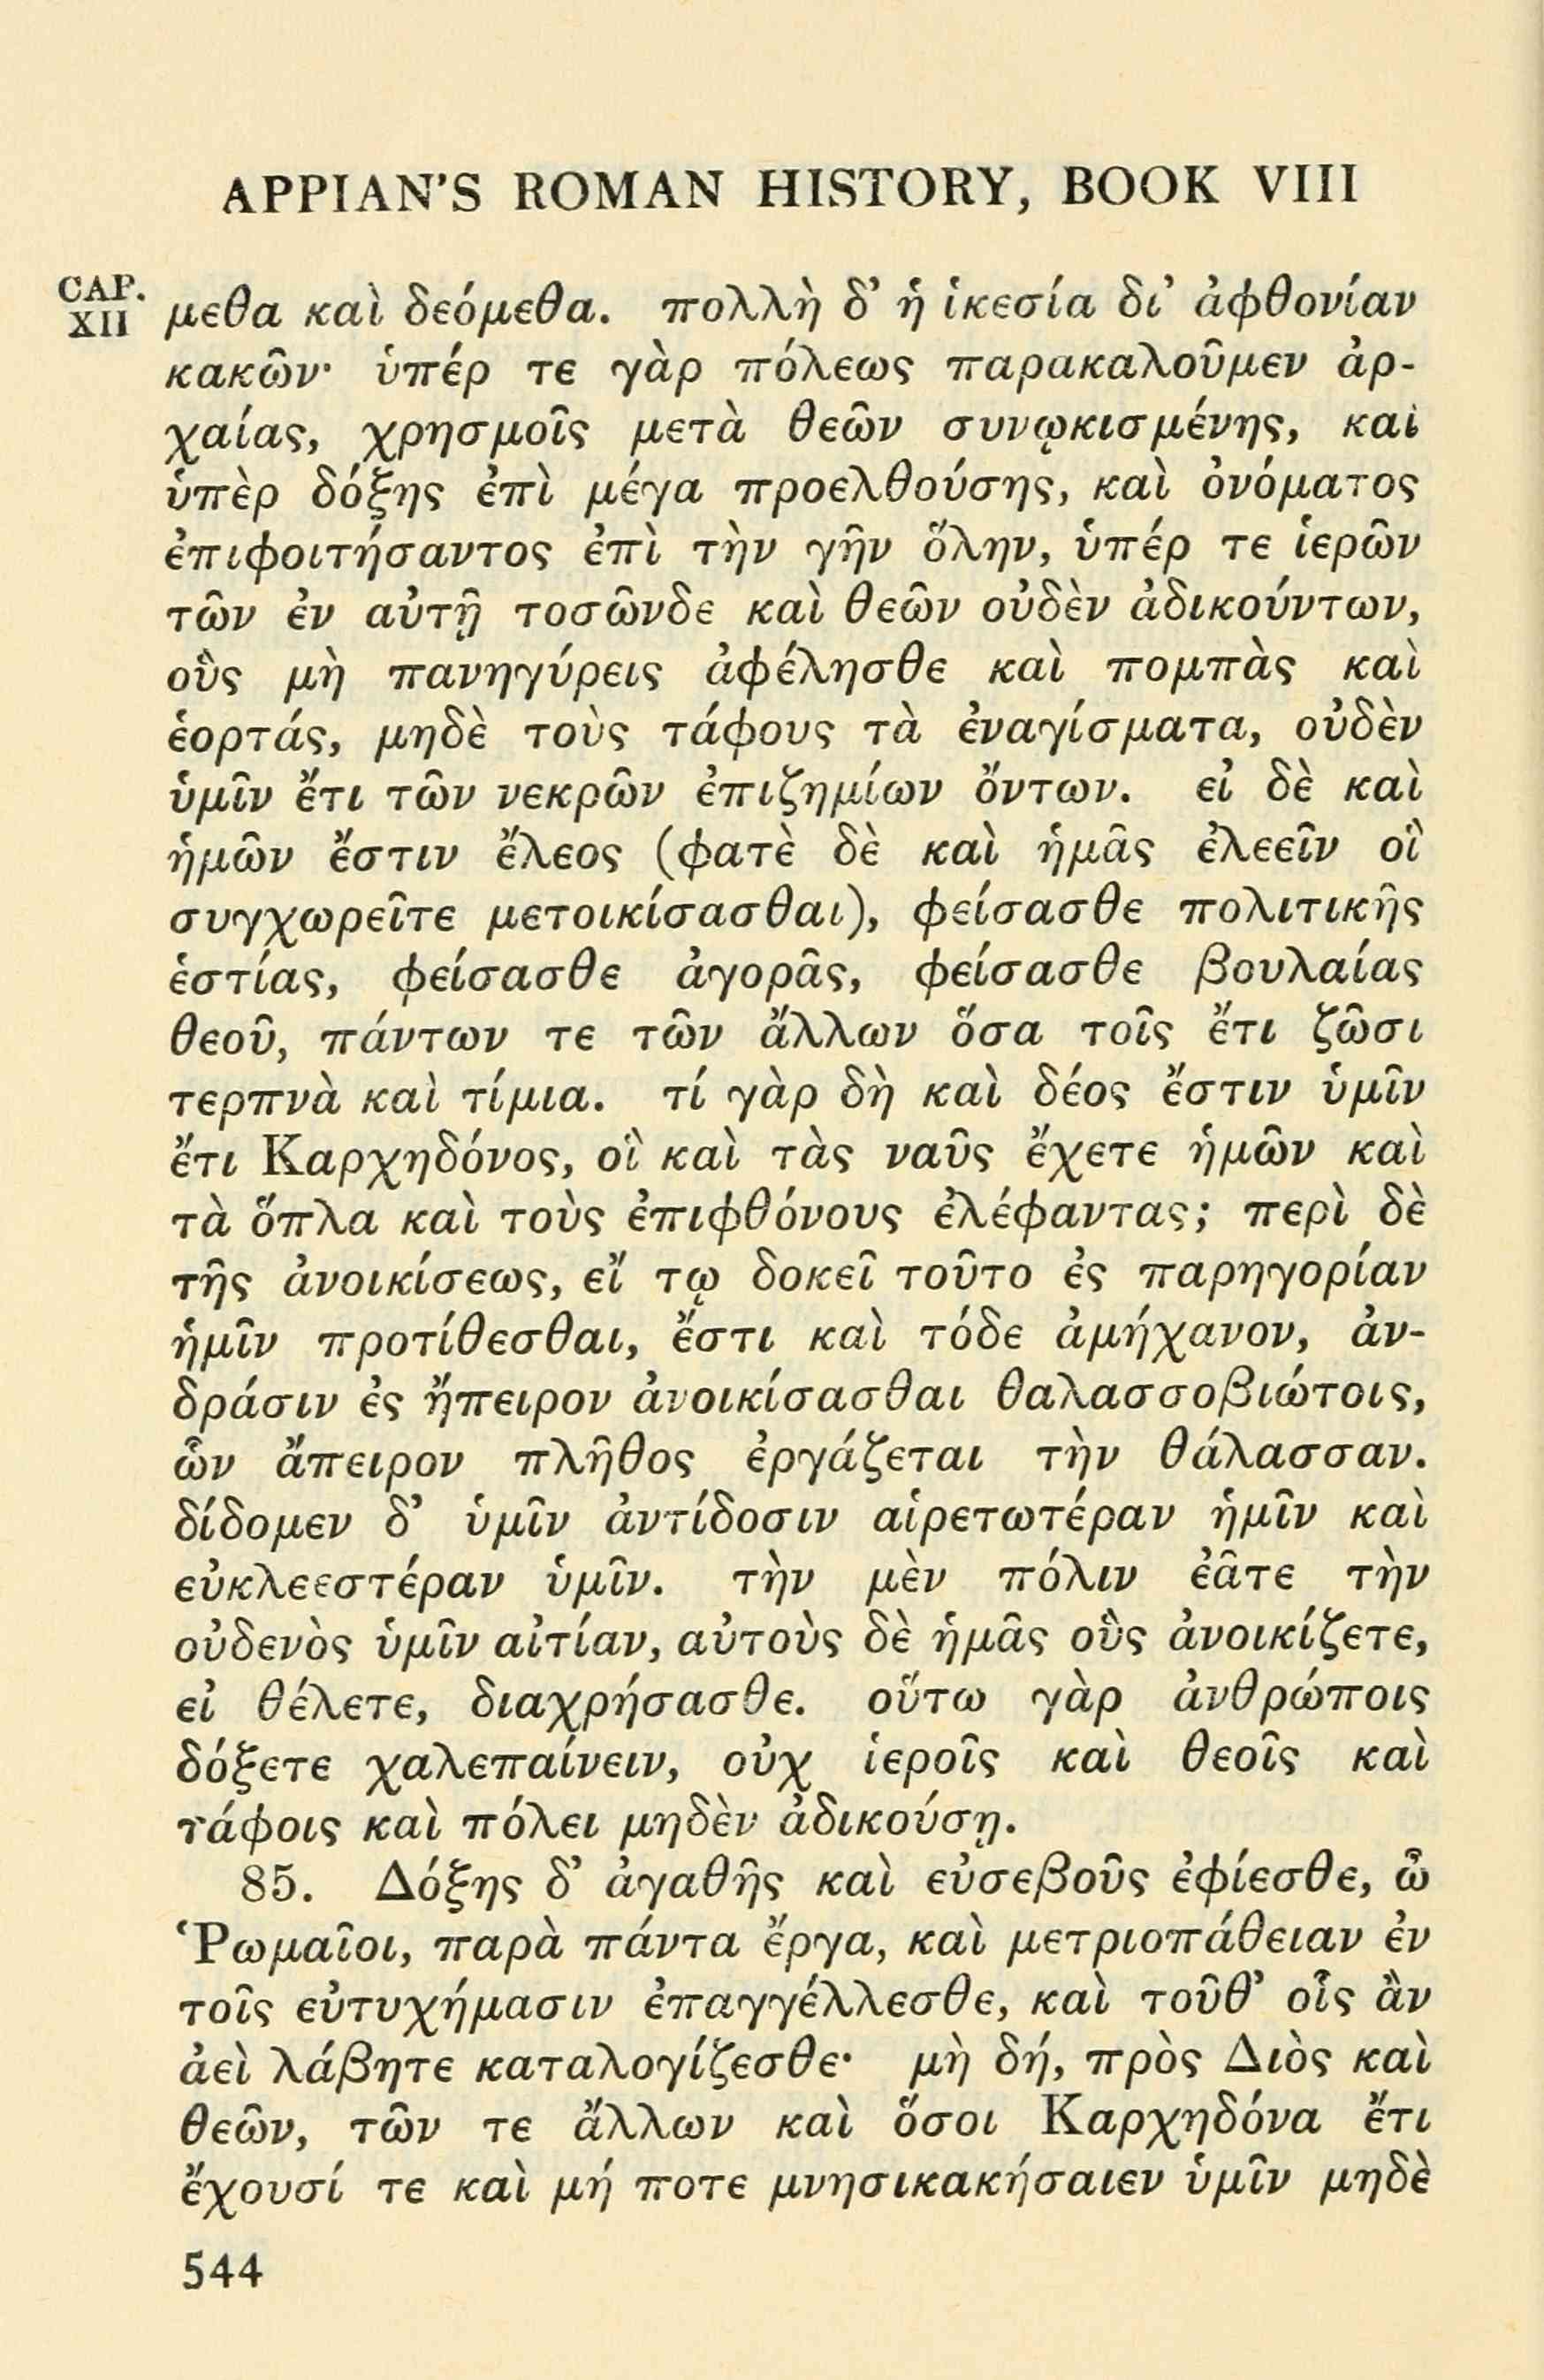 APPIAN'S ROMAN HISTORY, BOOK VIII
CAP. XII
μεθα καὶ δεόμεθα. πολλὴ δ' ἡ ἱκεσία δι' ἀφθονίαν
κακῶν· ὑπέρ τε γὰρ πόλεως παρακαλοῦμεν ἀρ-
χαίας, χρησμοῖς μετὰ θεῶν συνῳκισμένης, καὶ
ὑπὲρ δόξης ἐπὶ μέγα προελθούσης, καὶ ὀνόματος
ἐπιφοιτήσαντος ἐπὶ τὴν γῆν ὅλην, ὑπέρ τε ἱερῶν
τῶν ἐν αὐτῇ τοσῶνδε καὶ θεῶν οὐδὲν ἀδικούντων,
οὓς μὴ πανηγύρεις ἀφέλησθε καὶ πομπὰς καὶ
ἑορτάς, μηδὲ τοὺς τάφους τὰ ἐναγίσματα, οὐδὲν
ὑμῖν ἔτι τῶν νεκρῶν ἐπιζημίων ὄντων. εἰ δὲ καὶ
ἡμῶν ἔστιν ἔλεος (φατὲ δὲ καὶ ἡμᾶς ἐλεεῖν οἳ
συγχωρεῖτε μετοικίσασθαι), φείσασθε πολιτικῆς
ἑστίας, φείσασθε ἀγορᾶς, φείσασθε βουλαίας
θεοῦ, πάντων τε τῶν ἄλλων ὅσα τοῖς ἔτι ζῶσι
τερπνὰ καὶ τίμια. τί γὰρ δὴ καὶ δέος ἔστιν ὑμῖν
ἔτι Καρχηδόνος, οἳ καὶ τὰς ναῦς ἔχετε ἡμῶν καὶ
τὰ ὅπλα καὶ τοὺς ἐπιφθόνους ἐλέφαντας; περὶ δὲ
τῆς ἀνοικίσεως, εἴ τῳ δοκεῖ τοῦτο ἐς παρηγορίαν
ἡμῖν προτίθεσθαι, ἔστι καὶ τόδε ἀμήχανον, ἀν-
δράσιν ἐς ἤπειρον ἀνοικίσασθαι θαλασσοβιώτοις,
ὧν ἄπειρον πλῆθος ἐργάζεται τὴν θάλασσαν.
δίδομεν δ' ὑμῖν ἀντίδοσιν αἱρετωτέραν ἡμῖν καὶ
εὐκλεεστέραν ὑμῖν. τὴν μὲν πόλιν ἐᾶτε τὴν
οὐδενὸς ὑμῖν αἰτίαν, αὐτοὺς δὲ ἡμᾶς οὓς ἀνοικίζετε,
εἰ θέλετε, διαχρήσασθε. οὕτω γὰρ ἀνθρώποις
δόξετε χαλεπαίνειν, οὐχ ἱεροῖς καὶ θεοῖς καὶ
τάφοις καὶ πόλει μηδὲν ἀδικούσῃ.
85. Δόξης δ' ἀγαθῆς καὶ εὐσεβοῦς ἐφίεσθε, ὦ
Ῥωμαῖοι, παρὰ πάντα ἔργα, καὶ μετριοπάθειαν ἐν
τοῖς εὐτυχήμασιν ἐπαγγέλλεσθε, καὶ τοῦθ' οἷς ἂν
ἀεὶ λάβητε καταλογίζεσθε· μὴ δή, πρὸς Διὸς καὶ
θεῶν, τῶν τε ἄλλων καὶ ὅσοι Καρχηδόνα ἔτι
ἔχουσί τε καὶ μή ποτε μνησικακήσαιεν ὑμῖν μηδὲ
544